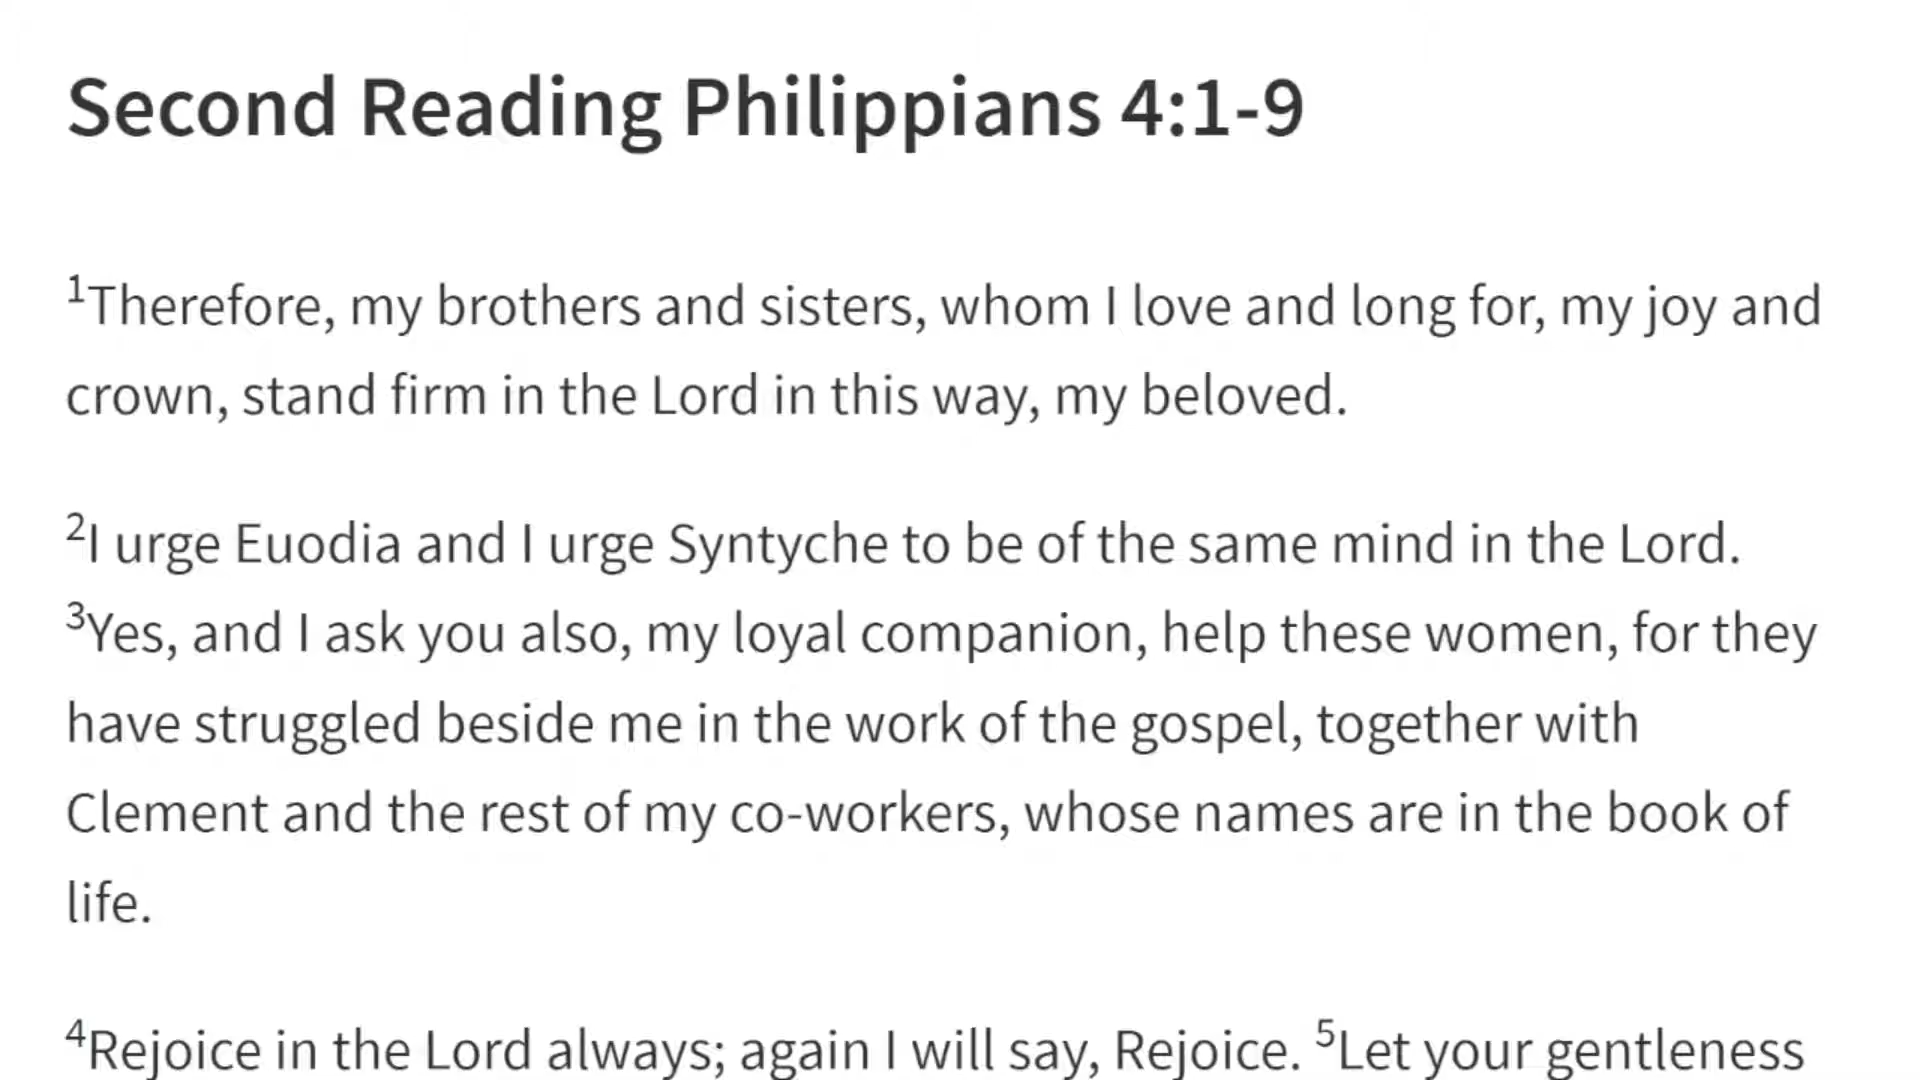 Second Reading Philippians 4:1-9
¹Therefore, my brothers and sisters, whom I love and long for, my joy and
crown, stand firm in the Lord in this way, my beloved.
²I urge Euodia and I urge Syntyche to be of the same mind in the Lord.
³Yes, and I ask you also, my loyal companion, help these women, for they
have struggled beside me in the work of the gospel, together with
Clement and the rest of my co-workers, whose names are in the book of
life.
⁴Rejoice in the Lord always; again I will say, Rejoice. ⁵Let your gentleness